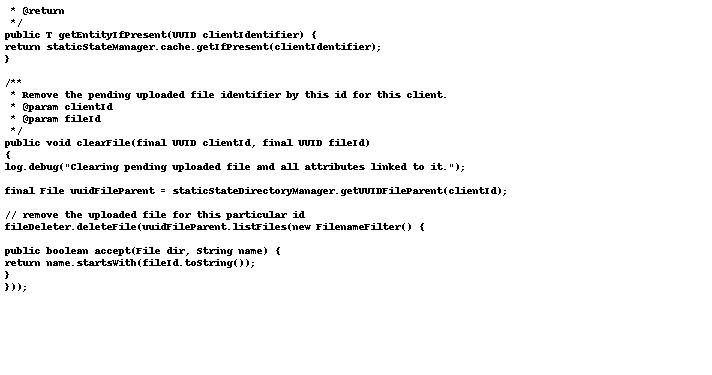 * @return
*/
public T getEntityIfPresent(UUID clientIdentifier) {
return staticStateManager.cache.getIfPresent(clientIdentifier);
}

/**
* Remove the pending uploaded file identifier by this id for this client.
* @param clientId
* @param fileId
*/
public void clearFile(final UUID clientId, final UUID fileId)
{
log.debug("Clearing pending uploaded file and all attributes linked to it.");

final File uuidFileParent = staticStateDirectoryManager.getUUIDFileParent(clientId);

// remove the uploaded file for this particular id
fileDeleter.deleteFile(uuidFileParent.listFiles(new FilenameFilter() {

public boolean accept(File dir, String name) {
return name.startsWith(fileId.toString());
}
}));